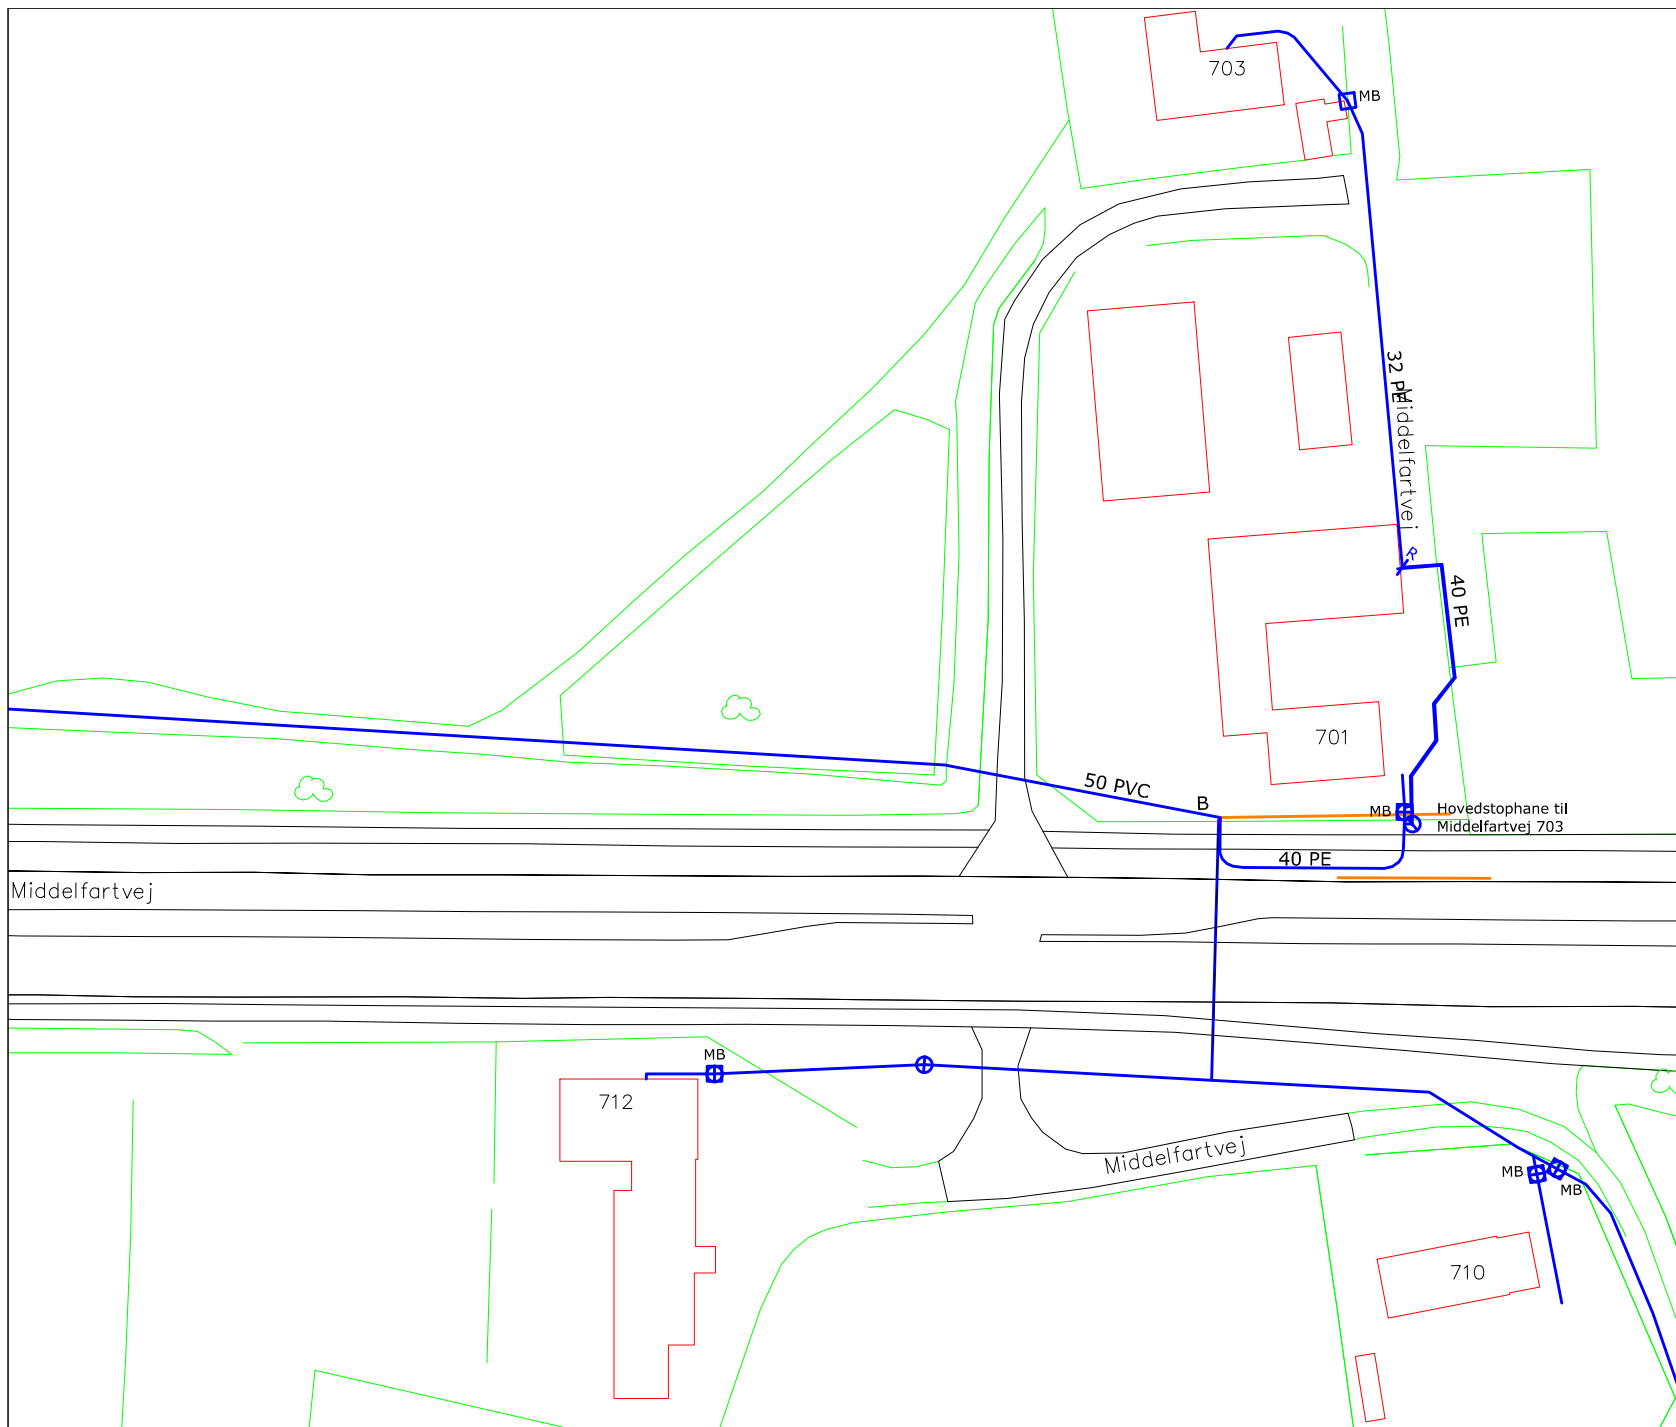 703
MB
32 PE
Middelfartvej
R
40 PE
701
50 PVC
B
MB
Hovedstophane til
Middelfartvej 703
40 PE
Middelfartvej
MB
712
Middelfartvej
MB
MB
710